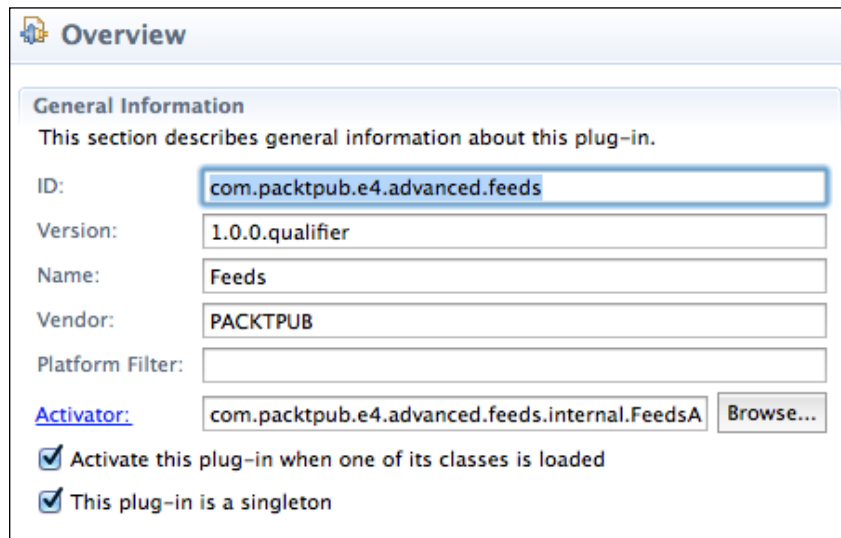 Overview
General Information
This section describes general information about this plug-in.
ID: com.packtpub.e4.advanced.feeds
Version: 1.0.0.qualifier
Name: Feeds
Vendor: PACKTPUB
Platform Filter:
Activator: com.packtpub.e4.advanced.feeds.internal.FeedsA Browse...
Activate this plug-in when one of its classes is loaded
This plug-in is a singleton